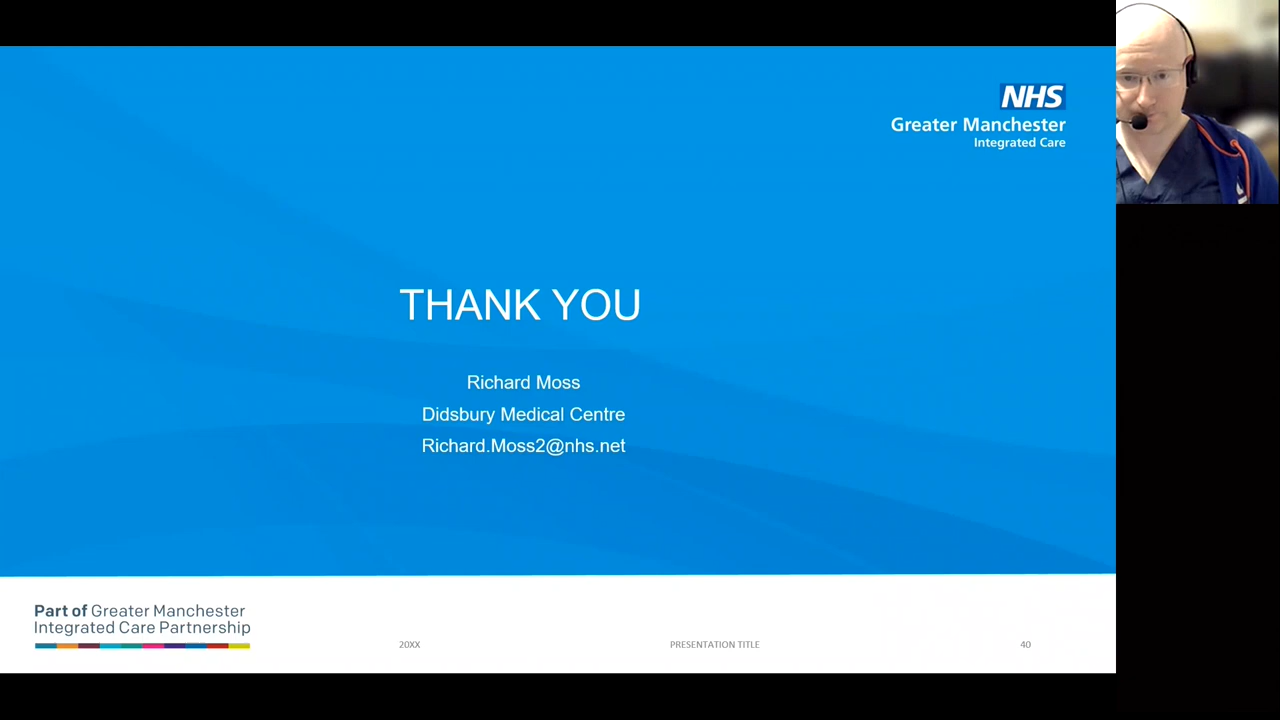 NHS
Greater Manchester
Integrated Care
THANK YOU
Richard Moss
Didsbury Medical Centre
Richard.Moss2@nhs.net
Part of Greater Manchester
Integrated Care Partnership
20XX
PRESENTATION TITLE
40